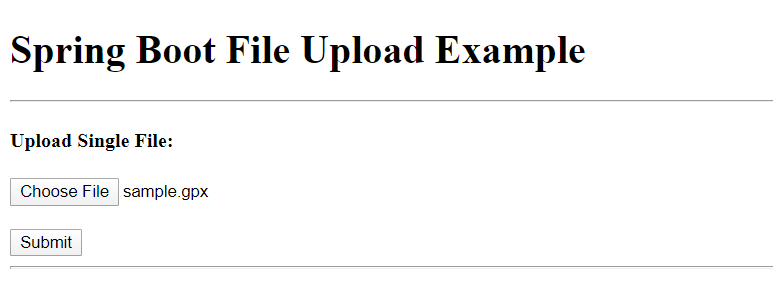 Spring Boot File Upload Example
Upload Single File:
Choose File sample.gpx
Submit